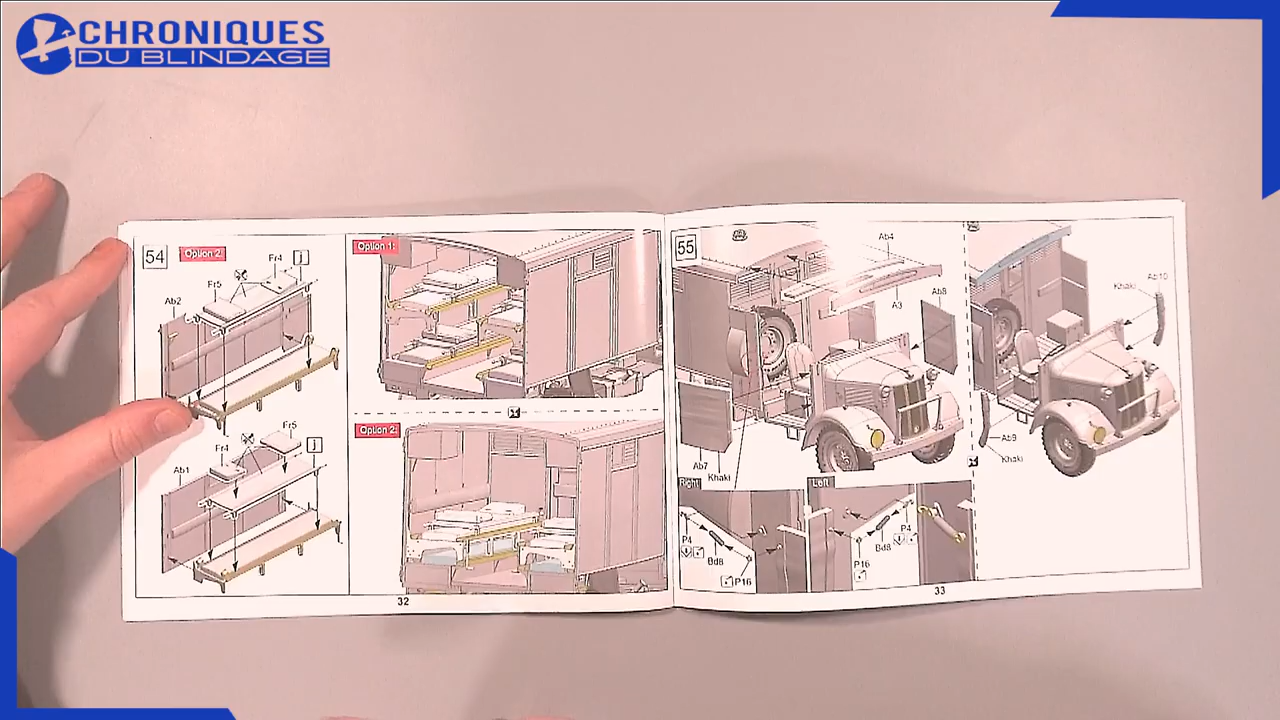 CHRONIQUES
DU BLINDAGE
54
Option 2:
Fr4
j
Fr5
Ab2
Fr5
Fr4
j
Ab1
Option 1:
Option 2:
32
55
Ab4
A3
Ab8
Ab7
Khaki
Right
Left
P4
Bd8
P16
P4
Bd8
P16
Ab10
Khaki
Ab9
Khaki
33